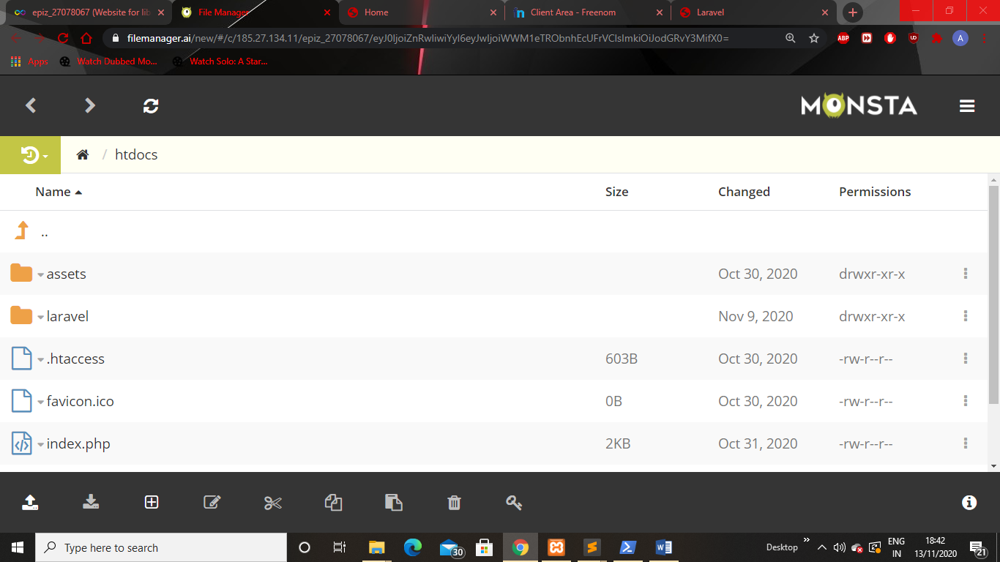 epiz_27078067 (Website for lib
File Manager
Home
Client Area - Freenom
Laravel
filemanager.ai/new/#/c/185.27.134.11/epiz_27078067/eyJ0IjoiZnRwIiwiYyI6eyJwIjoiWWM1eTRObnhEcUFrVCIsImkiOiJodGRvY3MifX0=
ABP
A
Apps
Watch Dubbed Mo...
Watch Solo: A Star...
MONSTA
/ htdocs
Name Size Changed Permissions
..
assets Oct 30, 2020 drwxr-xr-x
laravel Nov 9, 2020 drwxr-xr-x
.htaccess 603B Oct 30, 2020 -rw-r--r--
favicon.ico 0B Oct 30, 2020 -rw-r--r--
index.php 2KB Oct 31, 2020 -rw-r--r--
Type here to search
30
Desktop
ENG
IN
18:42
13/11/2020
21